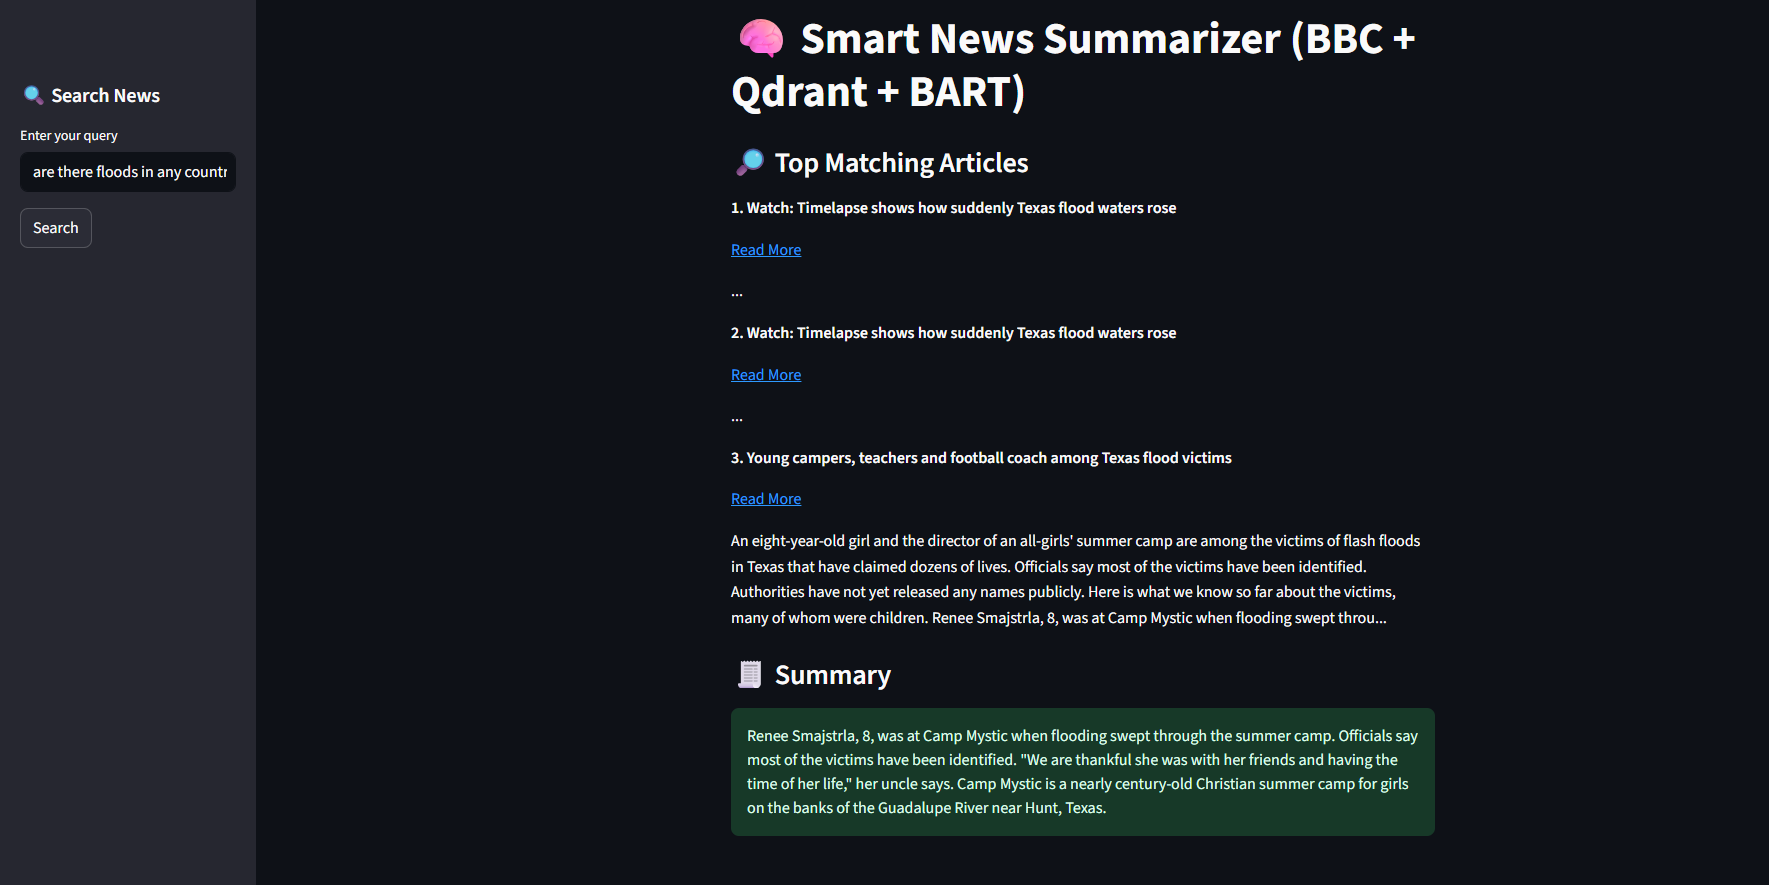 Search News
Enter your query
are there floods in any countr
Search
Smart News Summarizer (BBC +
Qdrant + BART)
Top Matching Articles
1. Watch: Timelapse shows how suddenly Texas flood waters rose
Read More
...
2. Watch: Timelapse shows how suddenly Texas flood waters rose
Read More
...
3. Young campers, teachers and football coach among Texas flood victims
Read More
An eight-year-old girl and the director of an all-girls' summer camp are among the victims of flash floods
in Texas that have claimed dozens of lives. Officials say most of the victims have been identified.
Authorities have not yet released any names publicly. Here is what we know so far about the victims,
many of whom were children. Renee Smajstrla, 8, was at Camp Mystic when flooding swept throu...
Summary
Renee Smajstrla, 8, was at Camp Mystic when flooding swept through the summer camp. Officials say
most of the victims have been identified. "We are thankful she was with her friends and having the
time of her life," her uncle says. Camp Mystic is a nearly century-old Christian summer camp for girls
on the banks of the Guadalupe River near Hunt, Texas.